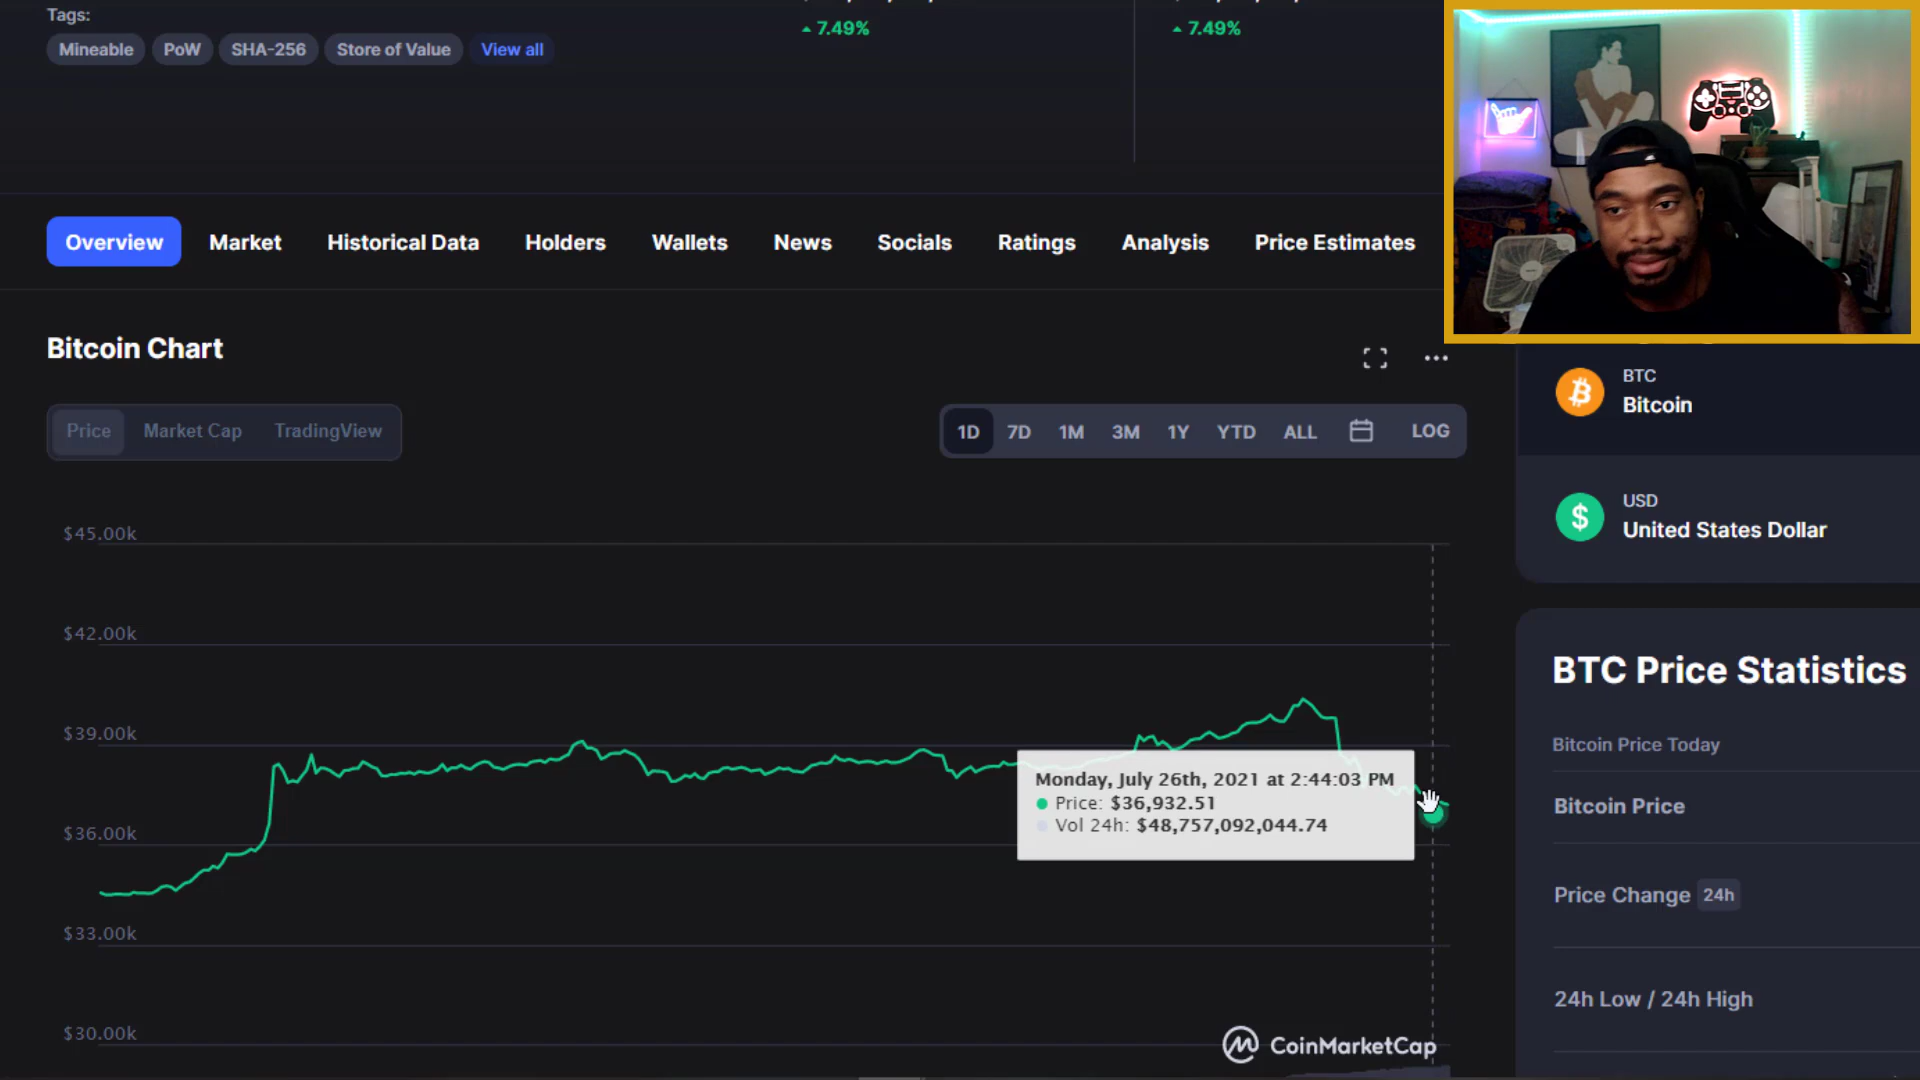 Tags:
7.49%
7.49%
Mineable
PoW
SHA-256
Store of Value
View all
Overview
Market
Historical Data
Holders
Wallets
News
Socials
Ratings
Analysis
Price Estimates
Bitcoin Chart
BTC
Bitcoin
Price
Market Cap
TradingView
1D
7D
1M
3M
1Y
YTD
ALL
LOG
USD
United States Dollar
$45.00k
$42.00k
$39.00k
$36.00k
$33.00k
$30.00k
Monday, July 26th, 2021 at 2:44:03 PM
Price: $36,932.51
Vol 24h: $48,757,092,044.74
CoinMarketCap
BTC Price Statistics
Bitcoin Price Today
Bitcoin Price
Price Change 24h
24h Low / 24h High